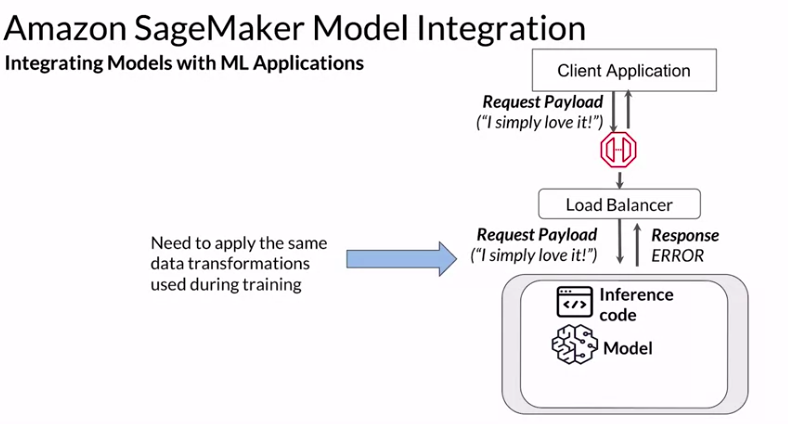 Amazon SageMaker Model Integration
Integrating Models with ML Applications
Client Application
Request Payload
("I simply love it!")
Load Balancer
Need to apply the same
data transformations
used during training
Request Payload
("I simply love it!")
Response
ERROR
Inference
code
Model